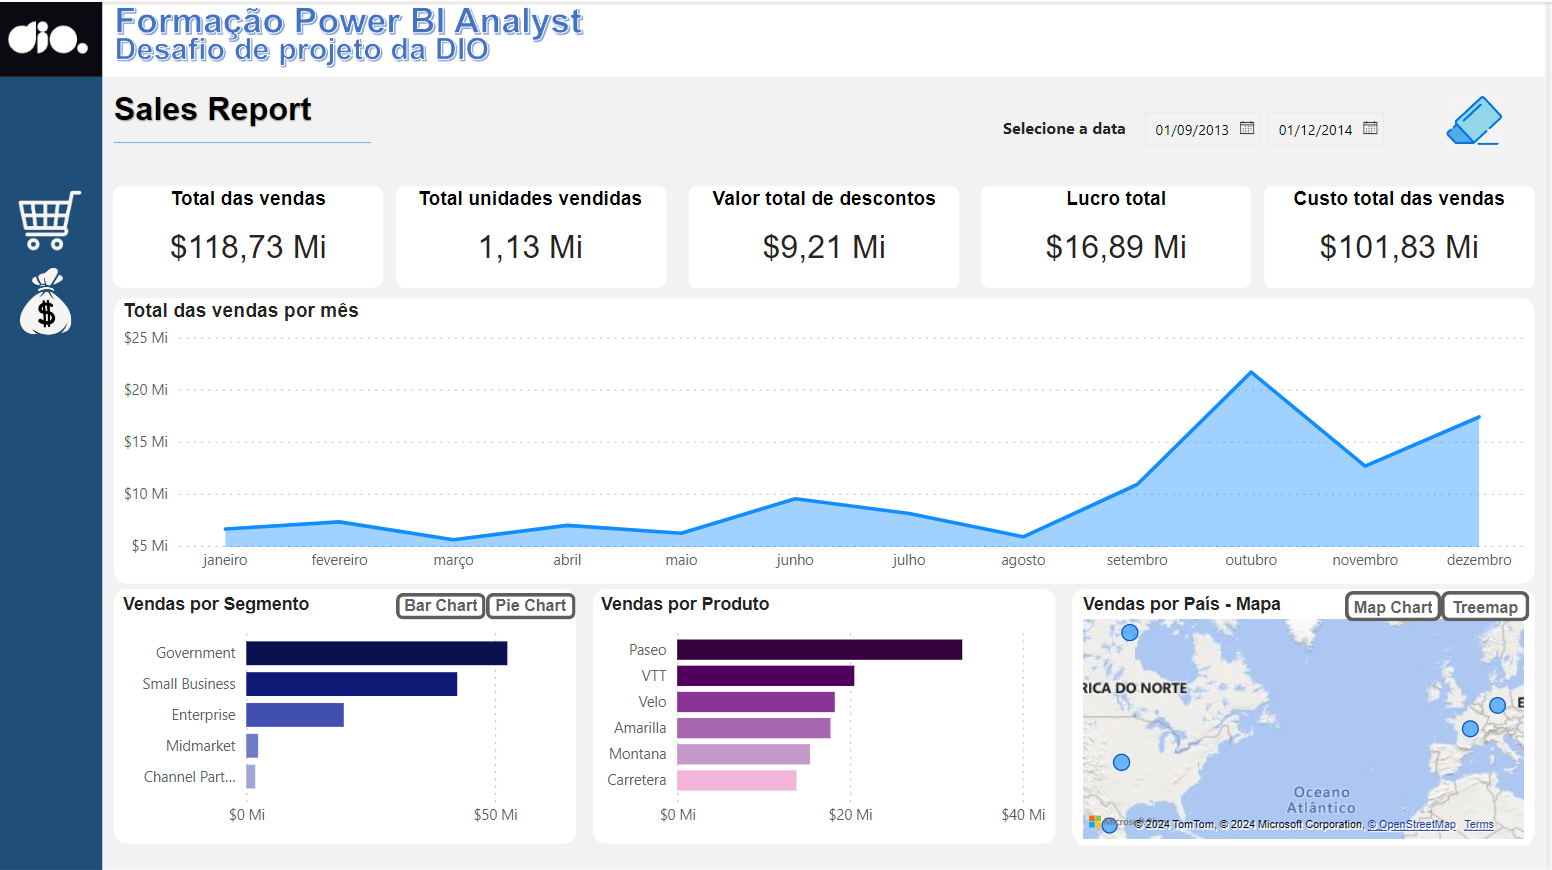 dio.
Formação Power BI Analyst
Desafio de projeto da DIO
Sales Report
Selecione a data 01/09/2013 01/12/2014
Total das vendas
$118,73 Mi
Total unidades vendidas
1,13 Mi
Valor total de descontos
$9,21 Mi
Lucro total
$16,89 Mi
Custo total das vendas
$101,83 Mi
$
Total das vendas por mês
$25 Mi
$20 Mi
$15 Mi
$10 Mi
$5 Mi
janeiro fevereiro março abril maio junho julho agosto setembro outubro novembro dezembro
Vendas por Segmento Bar Chart Pie Chart
Government
Small Business
Enterprise
Midmarket
Channel Part...
$0 Mi $50 Mi
Vendas por Produto
Paseo
VTT
Velo
Amarilla
Montana
Carretera
$0 Mi $20 Mi $40 Mi
Vendas por País - Mapa Map Chart Treemap
RICA DO NORTE
E
Oceano
Atlântico
© 2024 TomTom, © 2024 Microsoft Corporation, © OpenStreetMap Terms